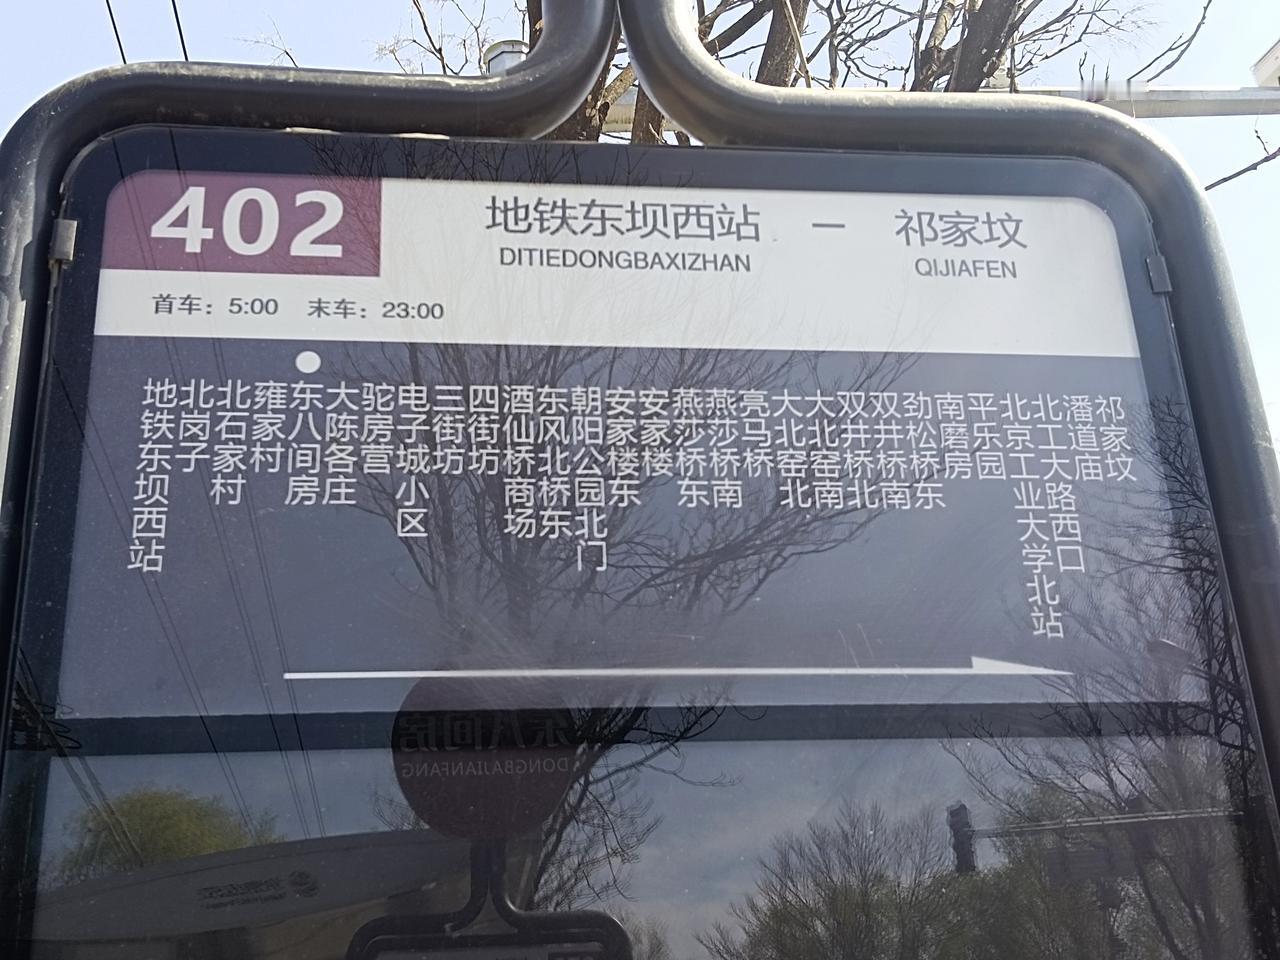 402
地铁东坝西站 — 祁家坟
DITIEDONGBAXIZHAN QIJIAFEN
首车：5:00 末车：23:00
地铁东坝西站
北岗子
北石家村
雍家村
东八间房
大陈各庄
驼房营
电子城小区
三街坊
四街坊
酒仙桥商场
东风北桥东
朝阳公园北门
安家楼东
安家楼
燕莎桥东
燕莎桥南
亮马桥
大北窑北
大北窑南
双井桥北
双井桥南
劲松桥东
南磨房
平乐园
北京工业大学北站
北工大路西口
潘道庙
祁家坟
东八间房
DONGBAJIANFANG